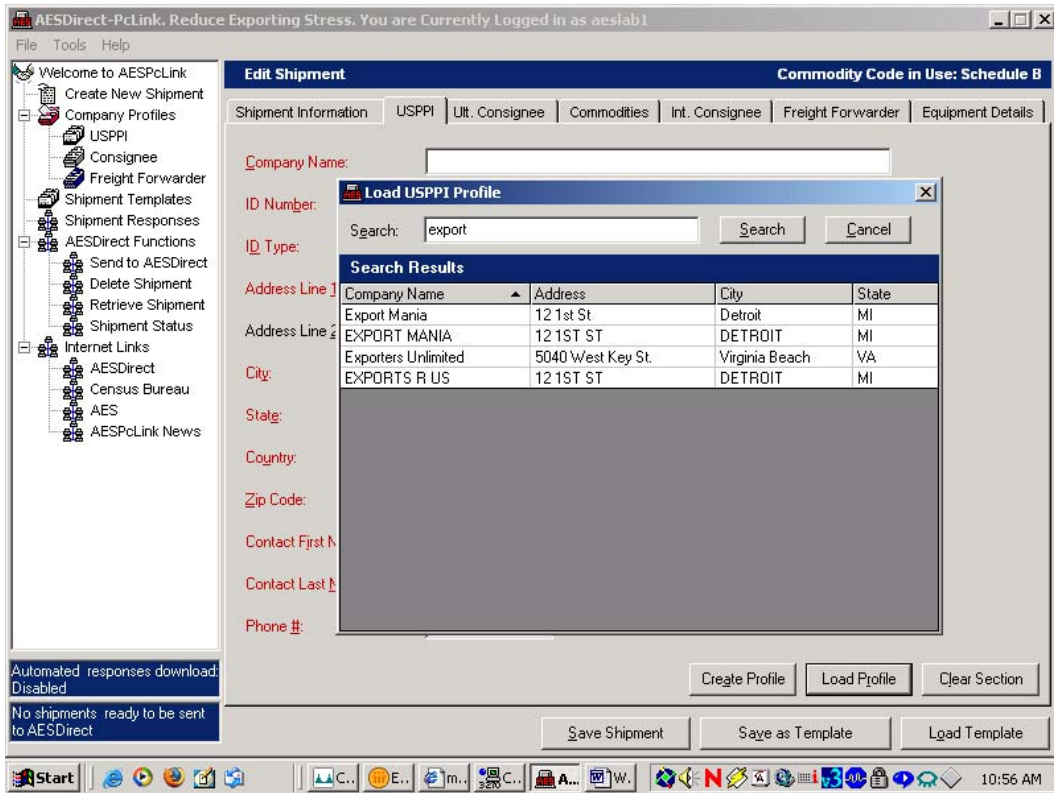 AESDirect-PcLink. Reduce Exporting Stress. You are Currently Logged in as aeslab1
File Tools Help
Welcome to AESPcLink
Create New Shipment
Company Profiles
USPPI
Consignee
Freight Forwarder
Shipment Templates
Shipment Responses
AESDirect Functions
Send to AESDirect
Delete Shipment
Retrieve Shipment
Shipment Status
Internet Links
AESDirect
Census Bureau
AES
AESPcLink News
Automated responses download:
Disabled
No shipments ready to be sent
to AESDirect
Edit Shipment Commodity Code in Use: Schedule B
Shipment Information USPPI Ult. Consignee Commodities Int. Consignee Freight Forwarder Equipment Details
Company Name:
ID Number:
ID Type:
Address Line 1
Address Line 2
City:
State:
Country:
Zip Code:
Contact First N
Contact Last N
Phone #:
Load USPPI Profile
Search: export Search Cancel
Search Results
Company Name Address City State
Export Mania 12 1st St Detroit MI
EXPORT MANIA 12 1ST ST DETROIT MI
Exporters Unlimited 5040 West Key St. Virginia Beach VA
EXPORTS R US 12 1ST ST DETROIT MI
Create Profile Load Profile Clear Section
Save Shipment Save as Template Load Template
Start C.. E.. m.. C.. A... W. 10:56 AM